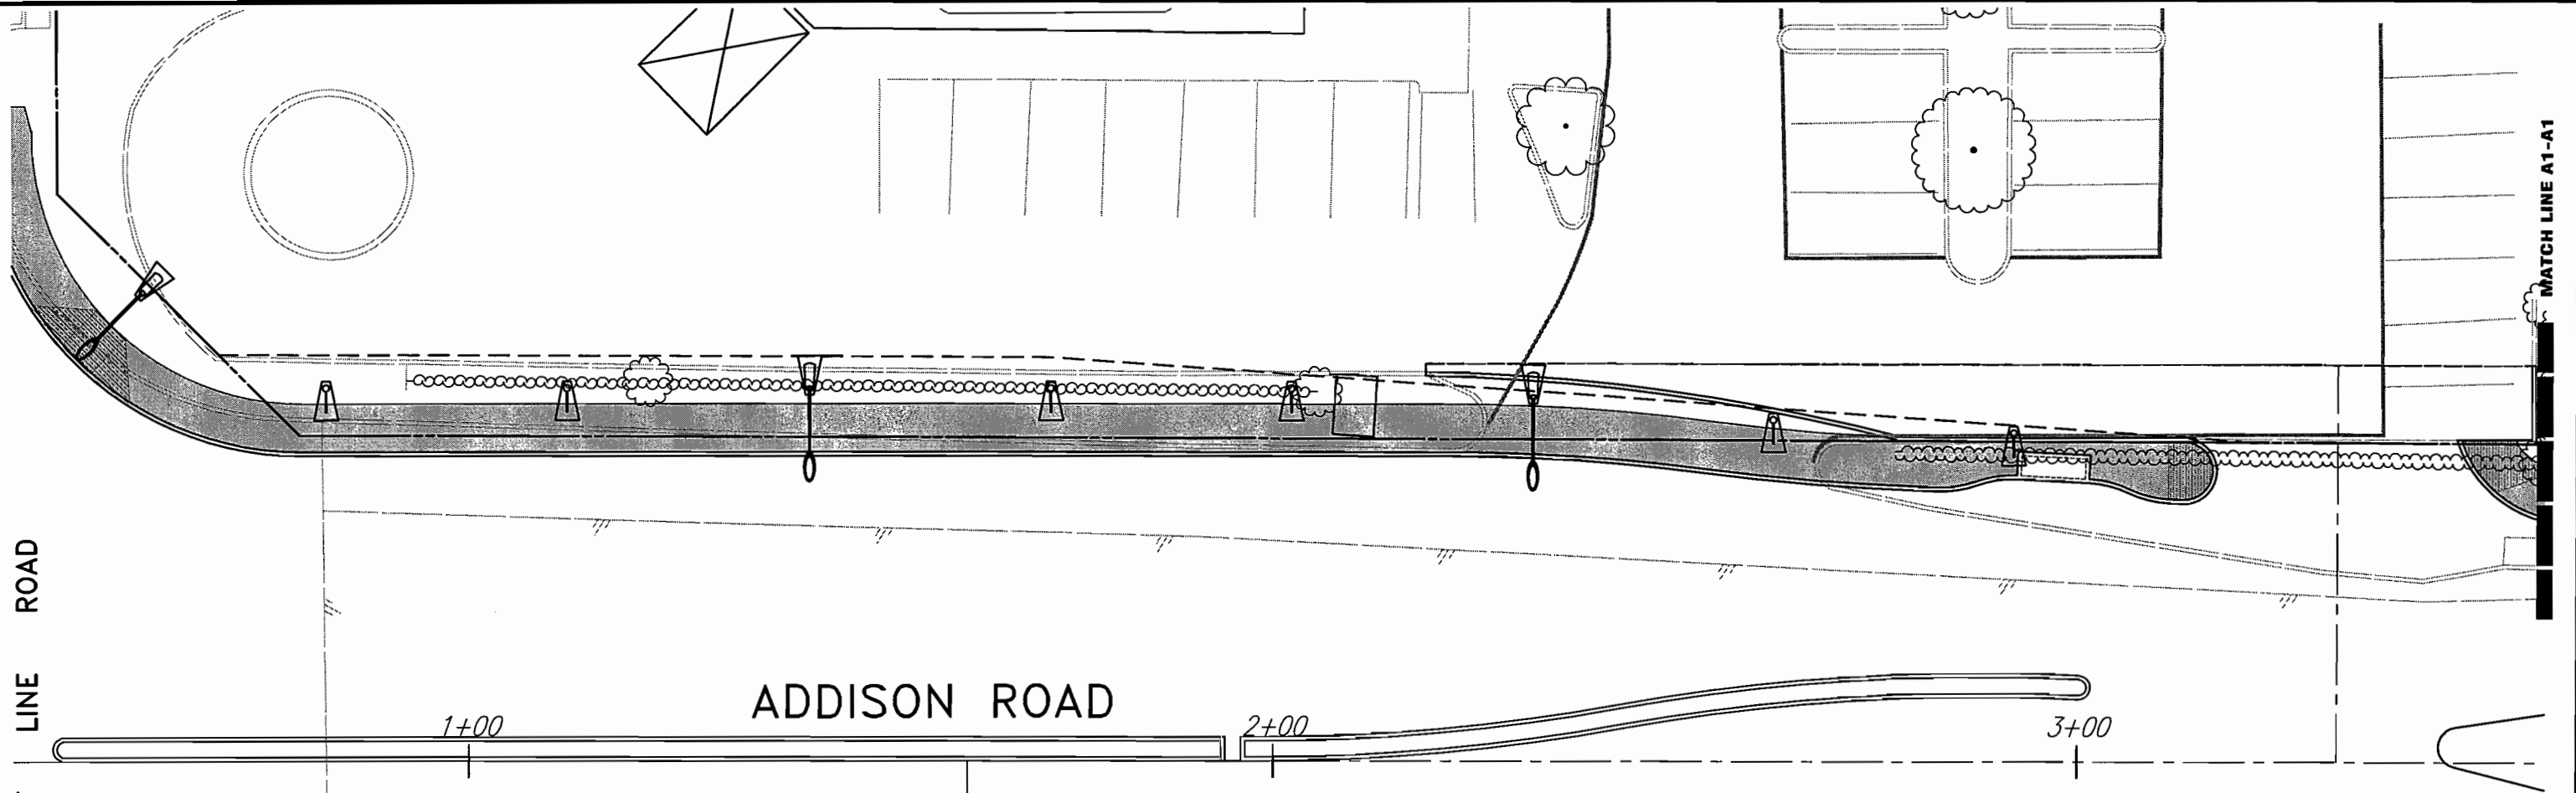 MATCH LINE A1-A1
LINE ROAD
ADDISON ROAD
1+00
2+00
3+00